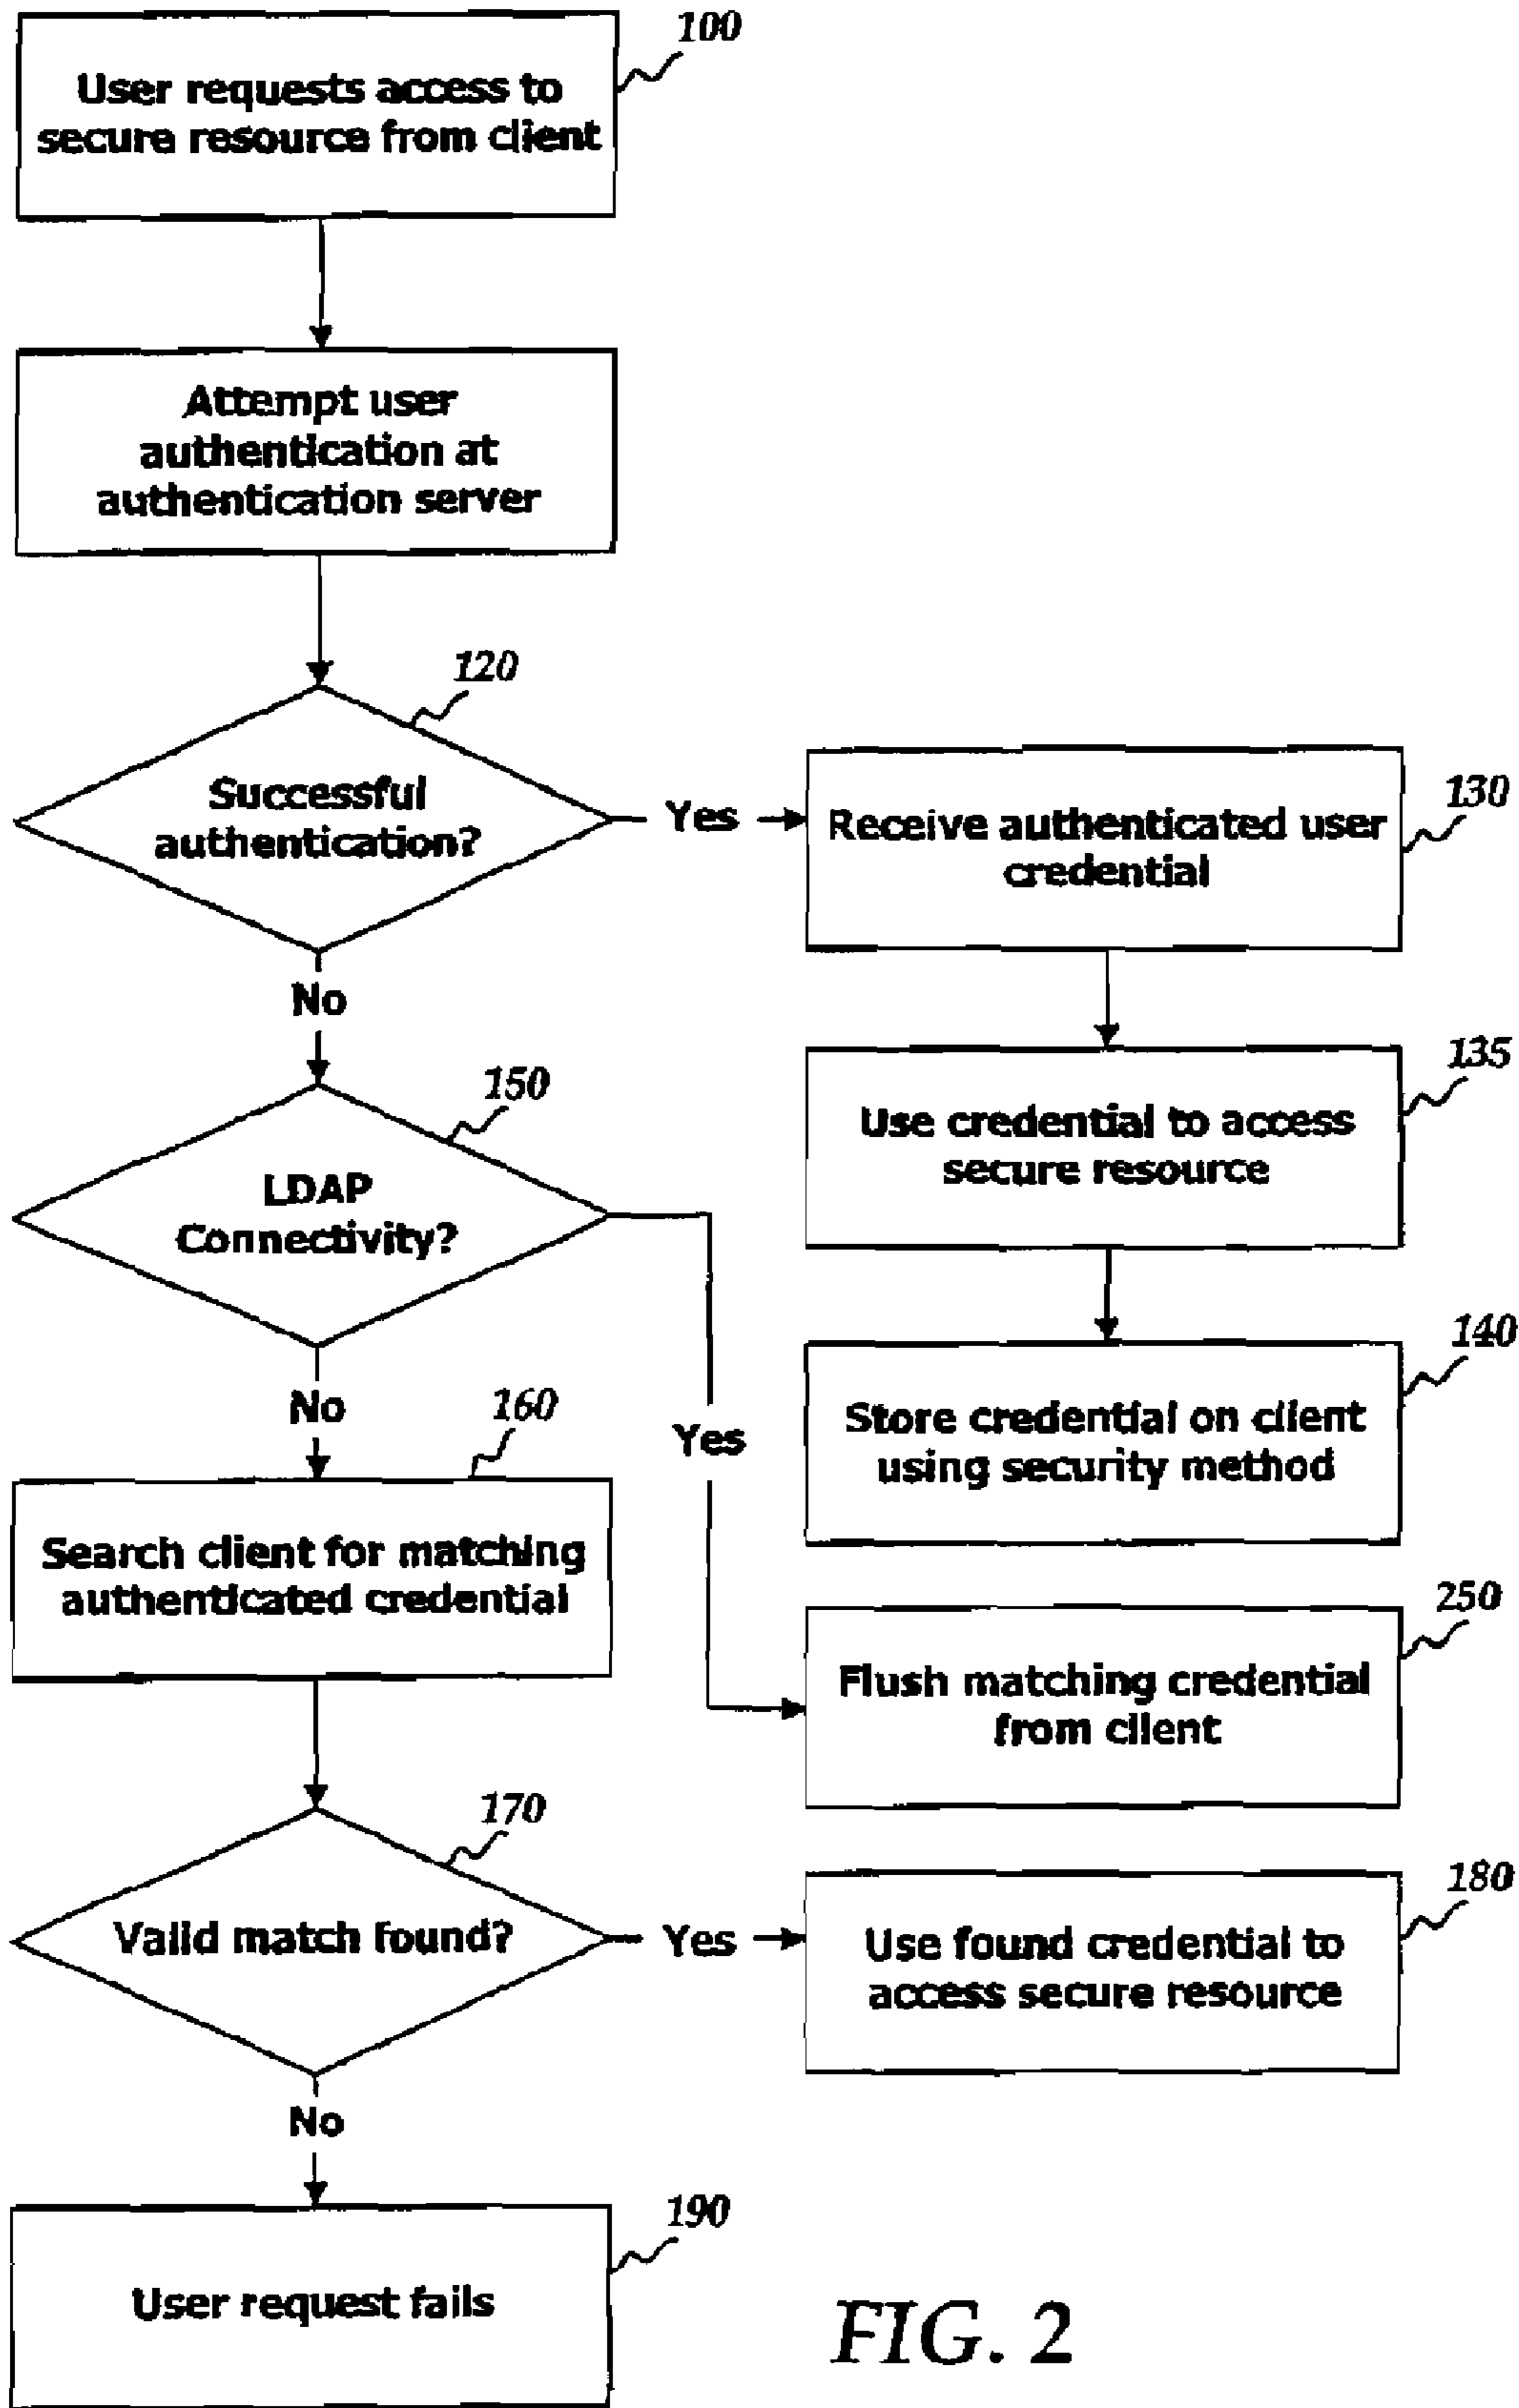 100
User requests access to
secure resource from client
Attempt user
authentication at
authentication server
120
Successful
authentication?
Yes
130
Receive authenticated user
credential
No
135
Use credential to access
secure resource
150
LDAP
Connectivity?
140
Store credential on client
using security method
No
Yes
160
Search client for matching
authenticated credential
250
Flush matching credential
from client
170
Valid match found?
Yes
180
Use found credential to
access secure resource
No
190
User request fails
FIG. 2